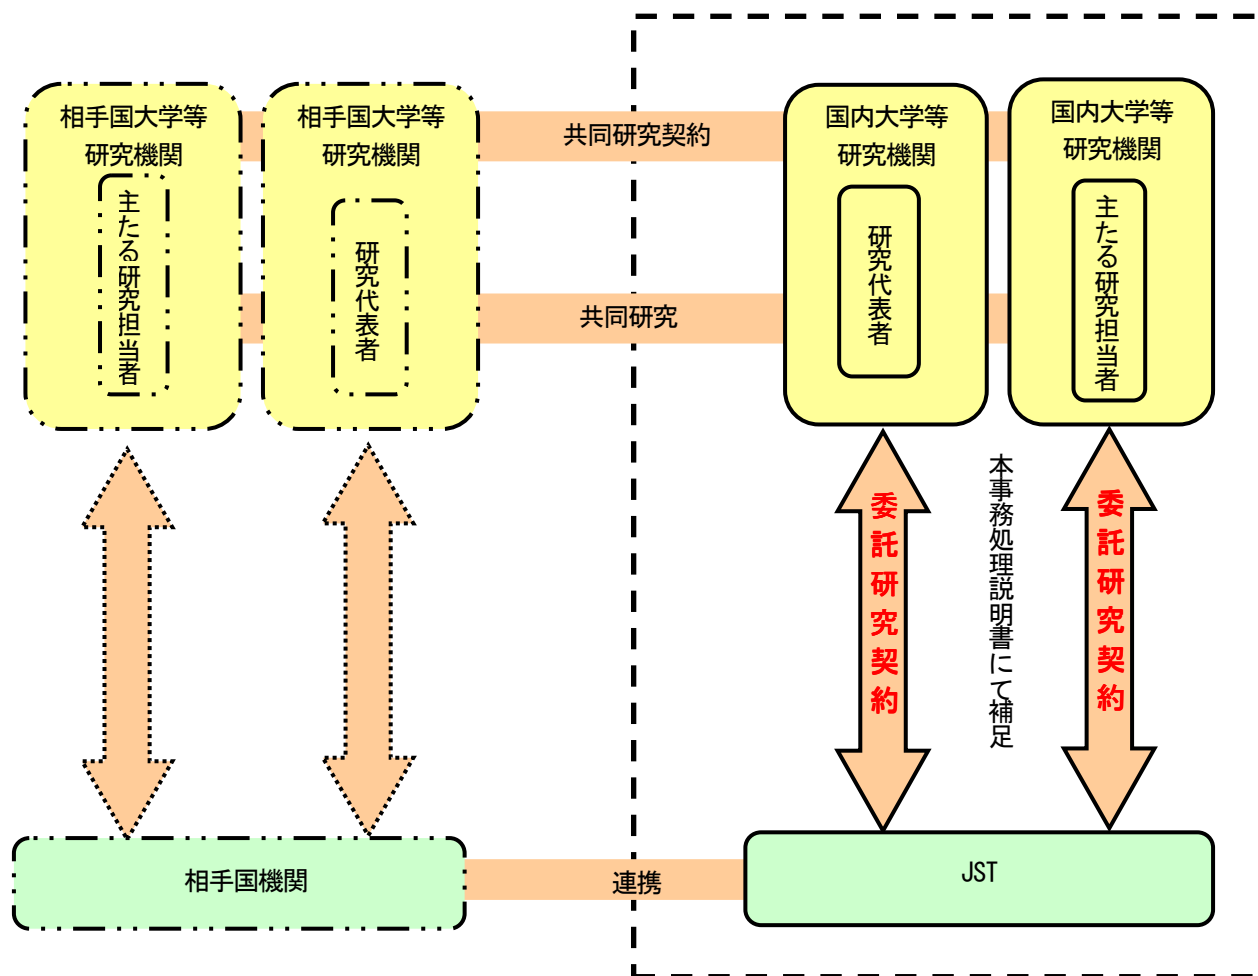 相手国大学等
研究機関
主たる研究担当者
相手国大学等
研究機関
研究代表者
共同研究契約
共同研究
国内大学等
研究機関
研究代表者
国内大学等
研究機関
主たる研究担当者
委託研究契約
本事務処理説明書にて補足
委託研究契約
相手国機関
連携
JST